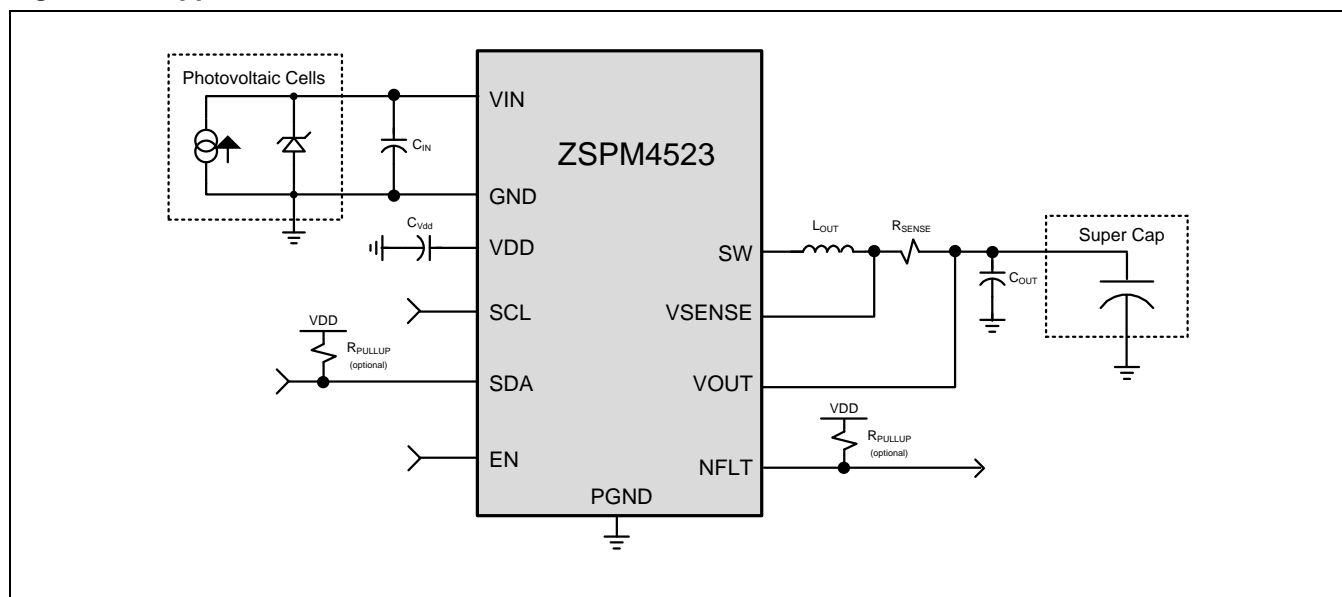 Photovoltaic Cells
C_IN
VIN
GND
C_Vdd
VDD
SCL
VDD
R_PULLUP
(optional)
SDA
EN
ZSPM4523
PGND
SW
VSENSE
VOUT
NFLT
L_OUT
R_SENSE
C_OUT
Super Cap
VDD
R_PULLUP
(optional)